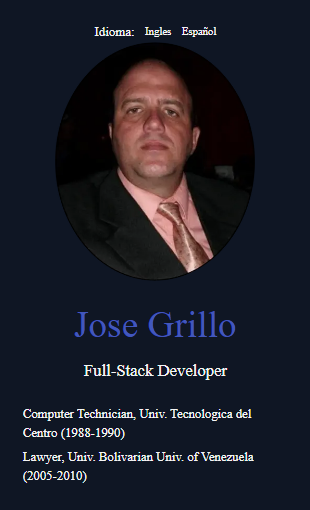 Idioma: Ingles Español
Jose Grillo
Full-Stack Developer
Computer Technician, Univ. Tecnologica del
Centro (1988-1990)
Lawyer, Univ. Bolivarian Univ. of Venezuela
(2005-2010)